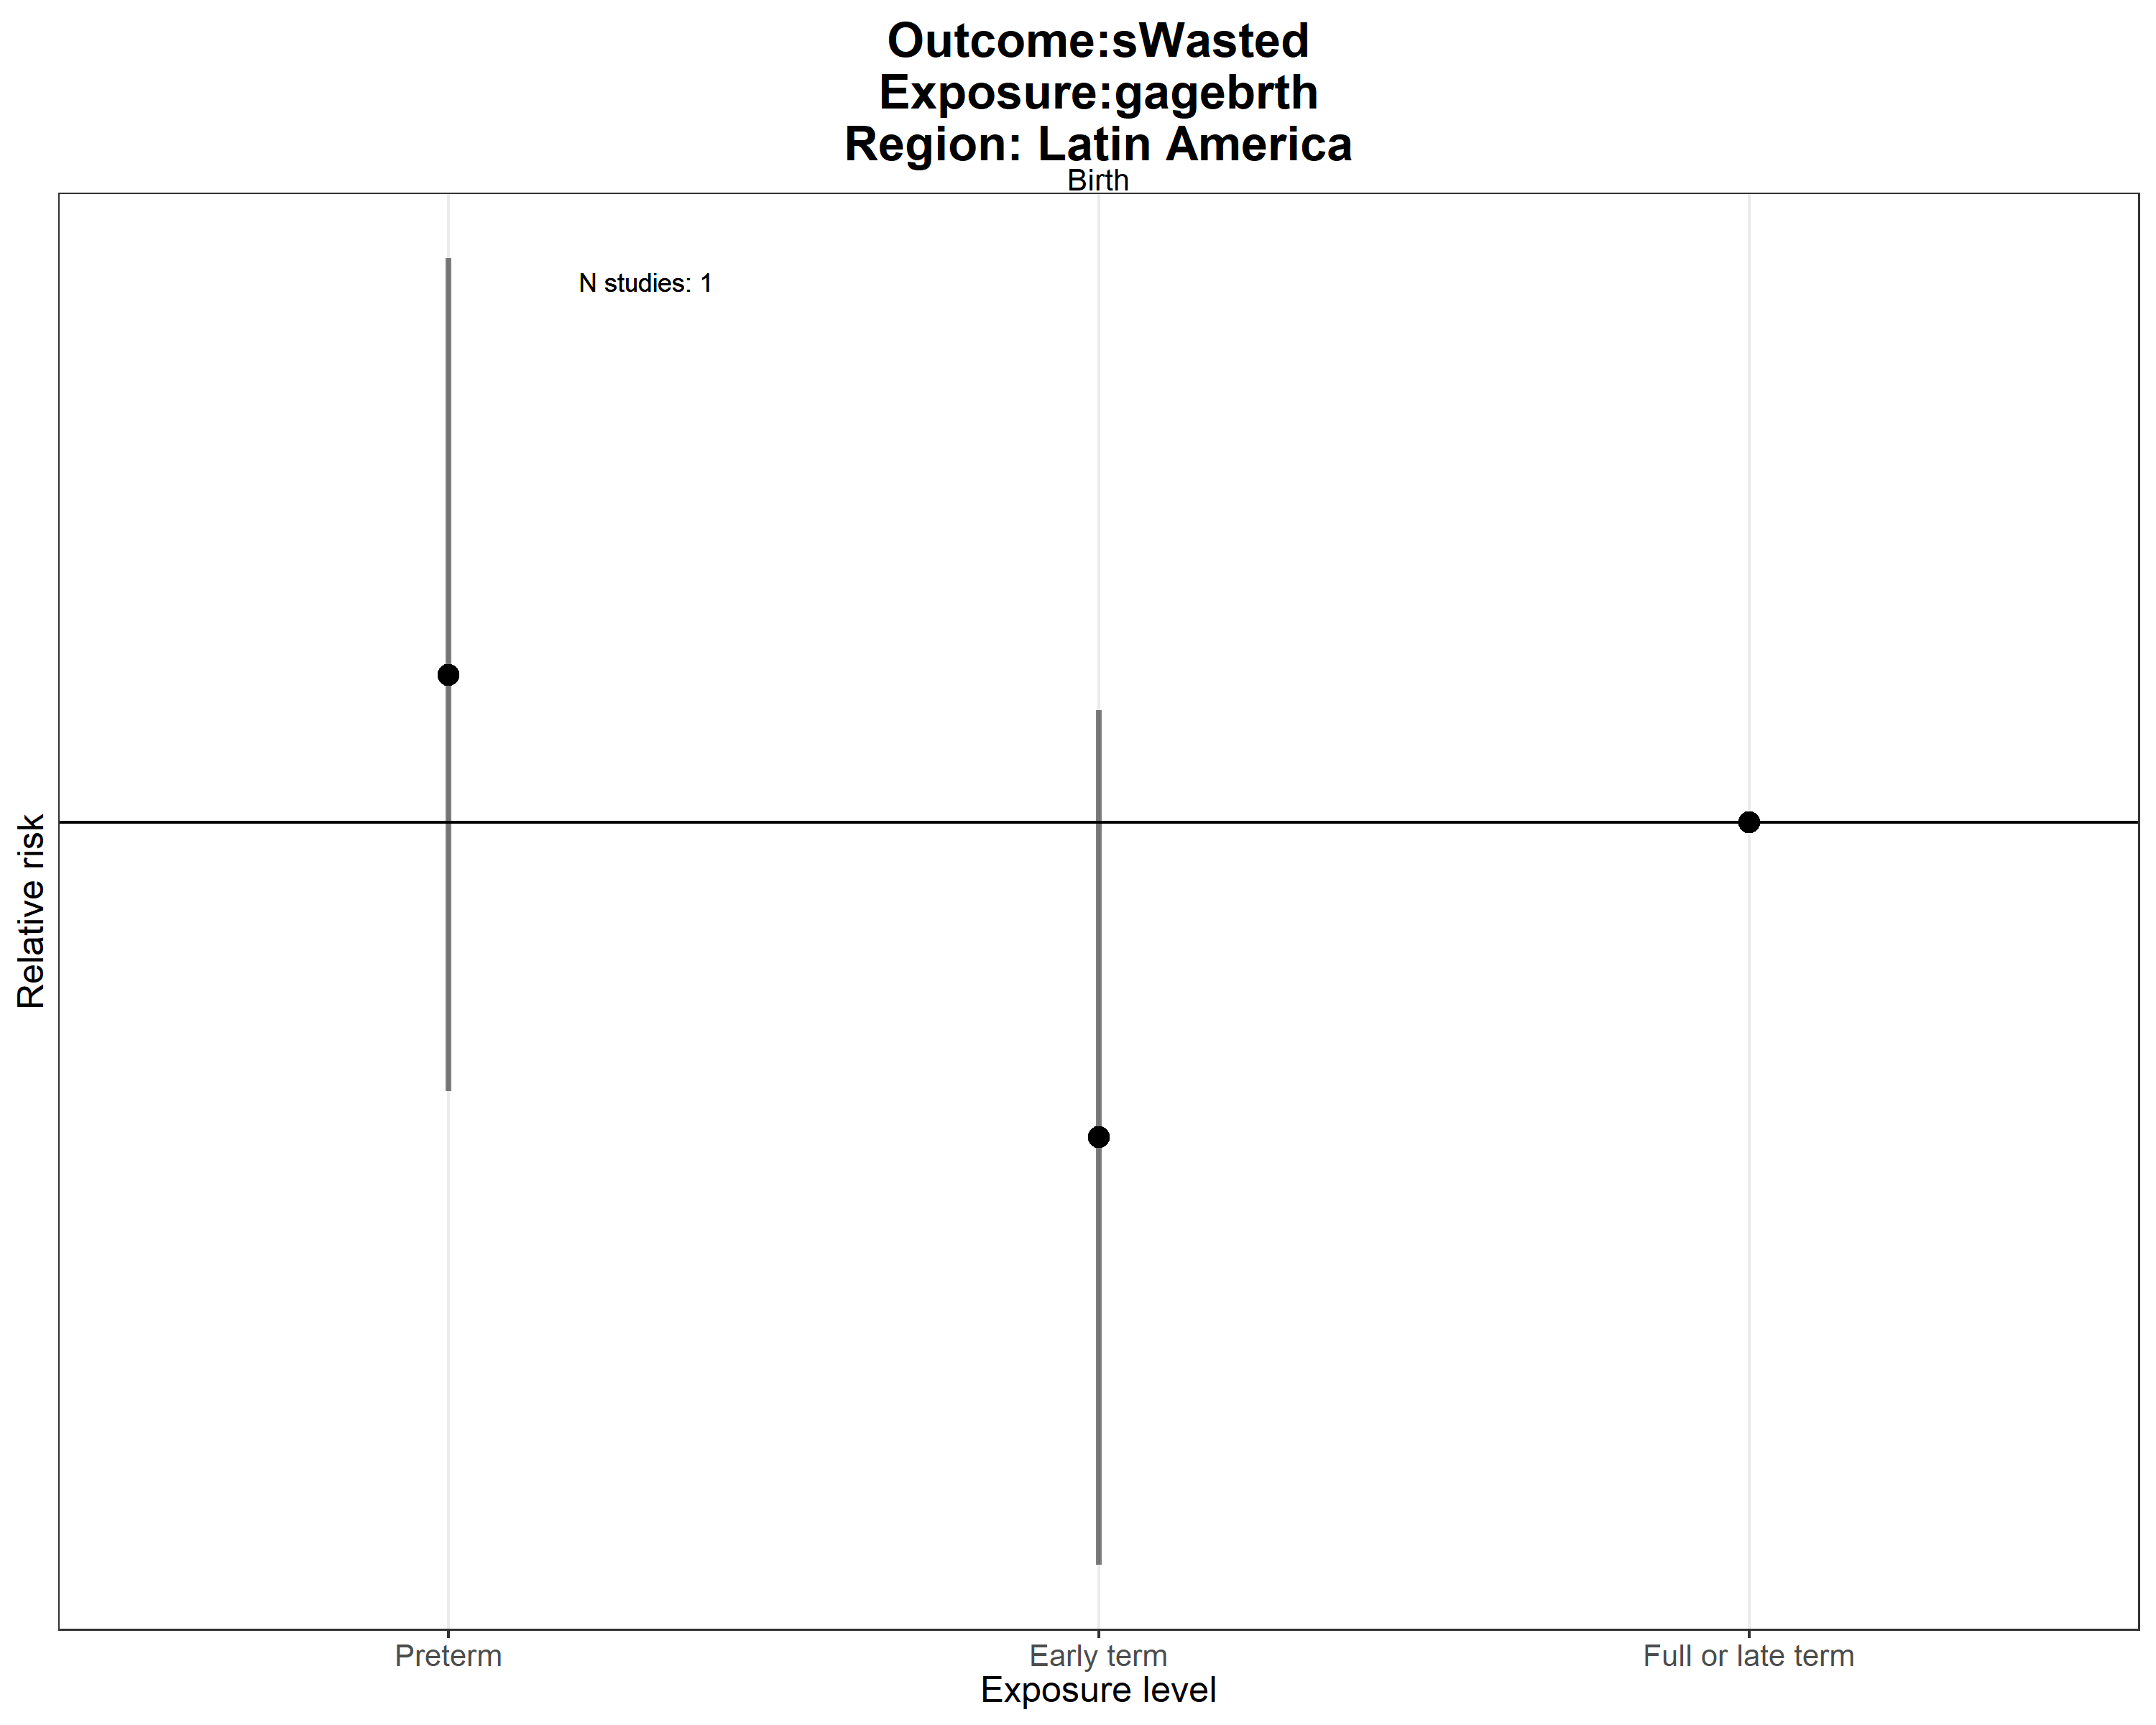 Outcome:sWasted
Exposure:gagebrth
Region: Latin America
Birth
N studies: 1
Relative risk
Preterm
Early term
Full or late term
Exposure level